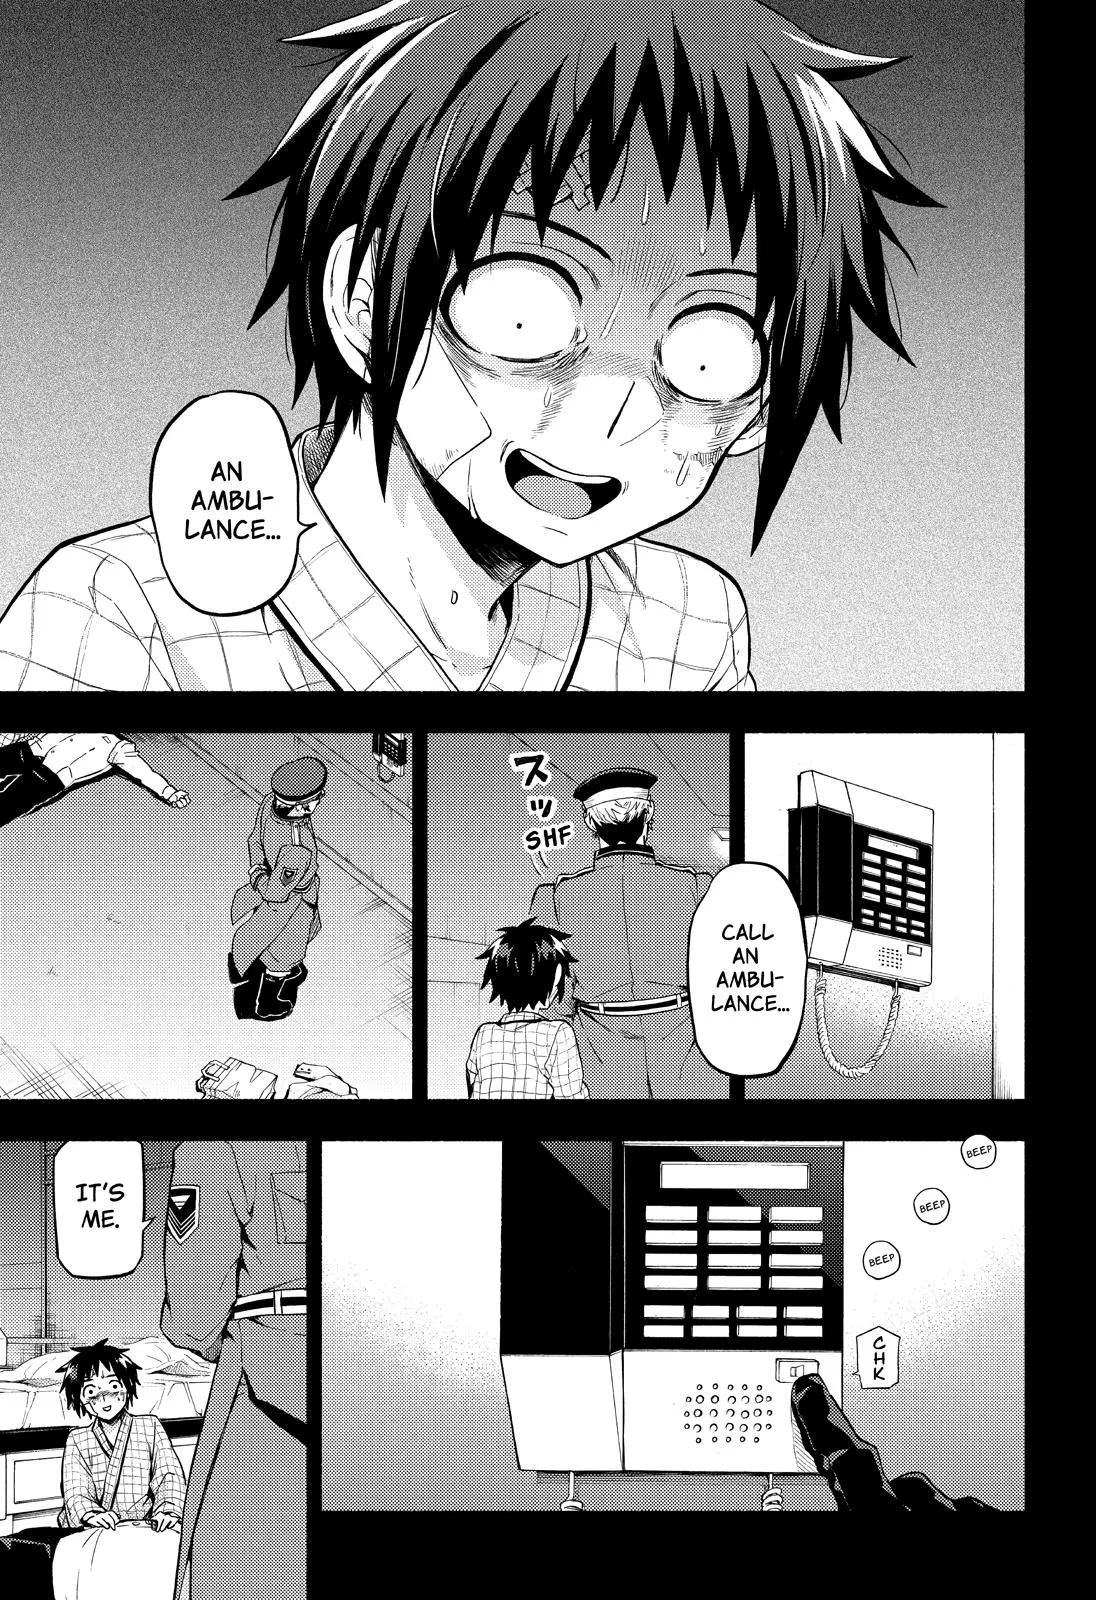 AN
AMBU-
LANCE...
CALL
AN
AMBU-
LANCE...
スッ
SHF
BEEP
BEEP
BEEP
CHK
IT'S
ME.